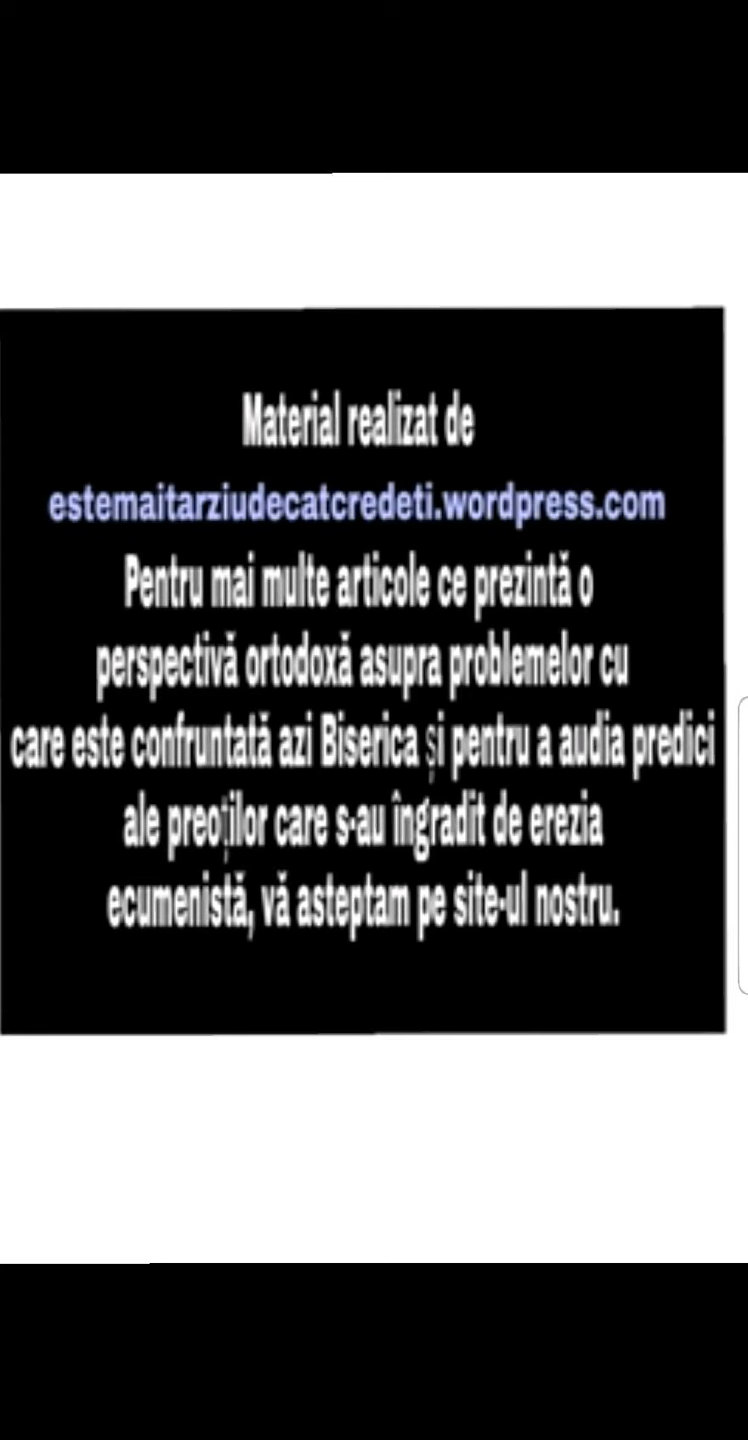 Material realizat de
estemaitarziudecatcredeti.wordpress.com
Pentru mai multe articole ce prezintă o
perspectivă ortodoxă asupra problemelor cu
care este confruntată azi Biserica și pentru a audia predici
ale preoților care s-au îngradit de erezia
ecumenistă, vă asteptam pe site-ul nostru.